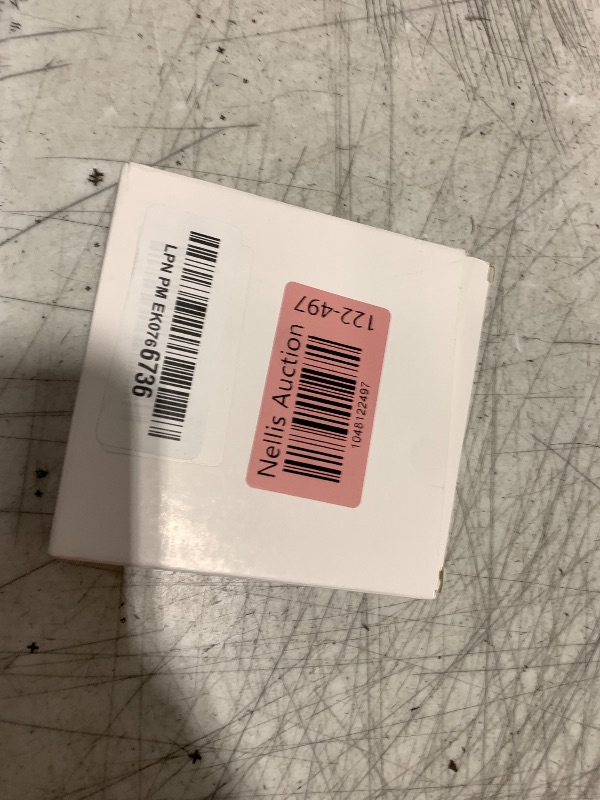 LPN PM EK0766736
Nellis Auction
1048122497
122-497